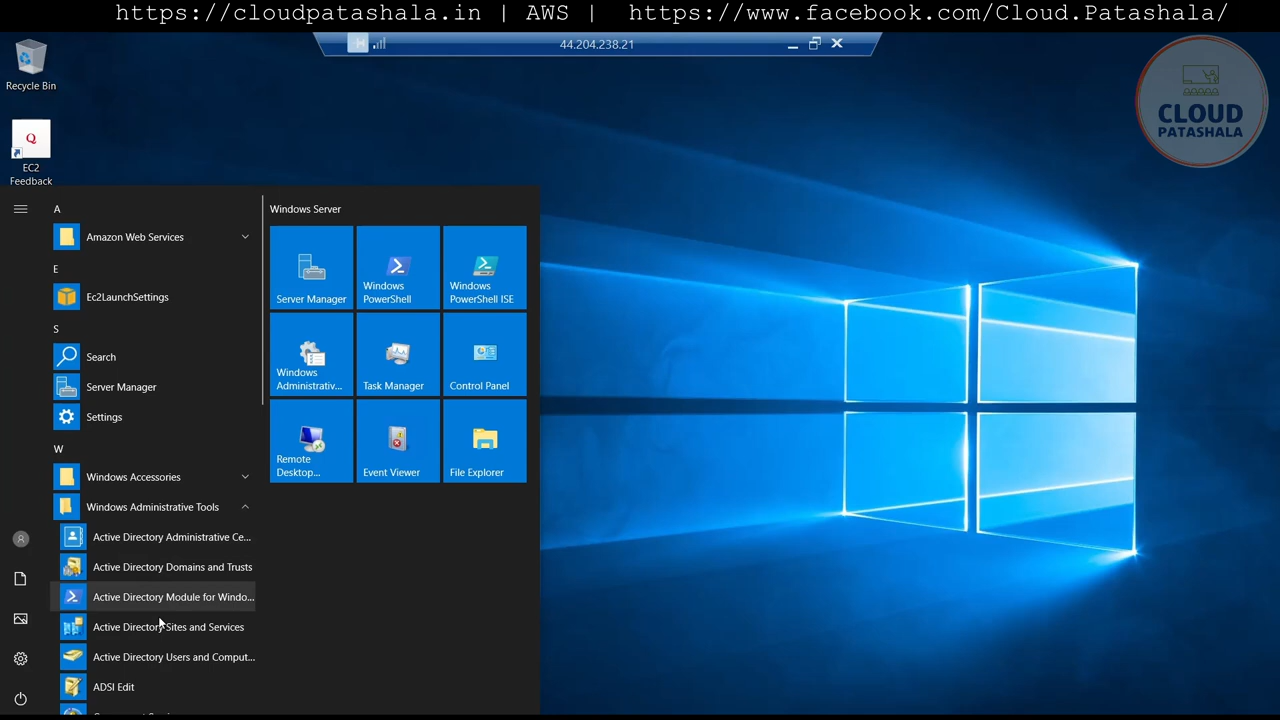 https://cloudpatashala.in | AWS | https://www.facebook.com/Cloud.Patashala/
44.204.238.21
Recycle Bin
CLOUD
PATASHALA
Q
EC2
Feedback
A
Amazon Web Services
E
Ec2LaunchSettings
S
Search
Server Manager
Settings
W
Windows Accessories
Windows Administrative Tools
Active Directory Administrative Ce...
Active Directory Domains and Trusts
Active Directory Module for Windo...
Active Directory Sites and Services
Active Directory Users and Comput...
ADSI Edit
Windows Server
Server Manager
Windows
PowerShell
Windows
PowerShell ISE
Windows
Administrativ...
Task Manager
Control Panel
Remote
Desktop...
Event Viewer
File Explorer